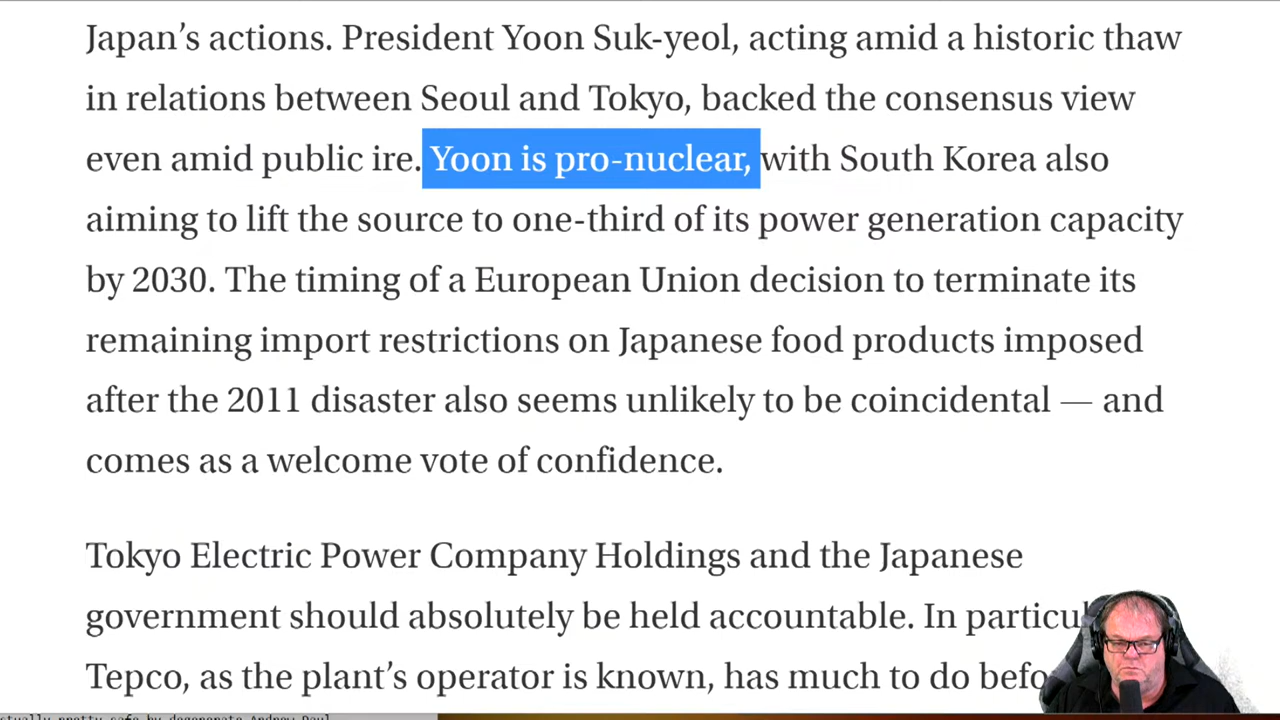 Japan’s actions. President Yoon Suk-yeol, acting amid a historic thaw
in relations between Seoul and Tokyo, backed the consensus view
even amid public ire. Yoon is pro-nuclear, with South Korea also
aiming to lift the source to one-third of its power generation capacity
by 2030. The timing of a European Union decision to terminate its
remaining import restrictions on Japanese food products imposed
after the 2011 disaster also seems unlikely to be coincidental — and
comes as a welcome vote of confidence.
Tokyo Electric Power Company Holdings and the Japanese
government should absolutely be held accountable. In particul
Tepco, as the plant’s operator is known, has much to do befo